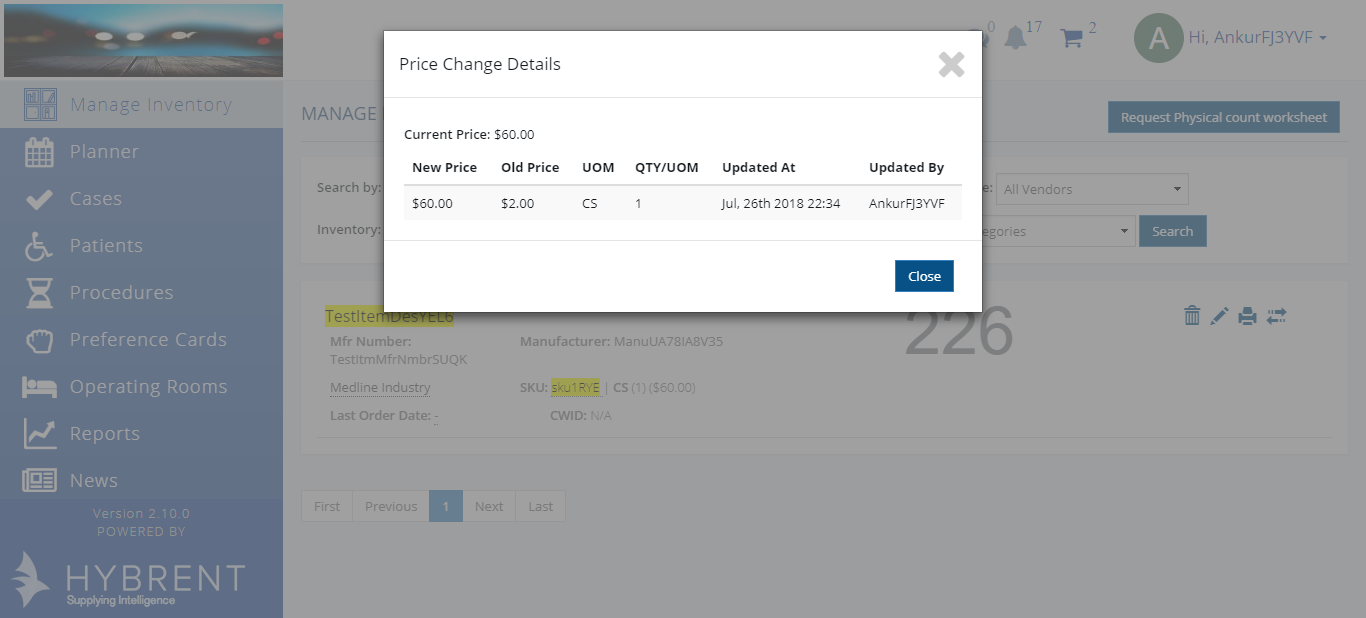 0
17
2
A Hi, AnkurFJ3YVF
Price Change Details
Current Price: $60.00
New Price Old Price UOM QTY/UOM Updated At Updated By
$60.00 $2.00 CS 1 Jul, 26th 2018 22:34 AnkurFJ3YVF
Close
Manage Inventory
Planner
Cases
Patients
Procedures
Preference Cards
Operating Rooms
Reports
News
Version 2.10.0
POWERED BY
HYBRENT
Supplying Intelligence
MANAGE
Request Physical count worksheet
Search by:
All Vendors
Inventory:
Search
TestItemDesYEL6
226
Mfr Number:
TestItmMfrNmbrSUQK
Manufacturer: ManuUA78IA8V35
Medline Industry
SKU: sku1RYE | CS (1) ($60.00)
Last Order Date: -
CWID: N/A
First Previous 1 Next Last